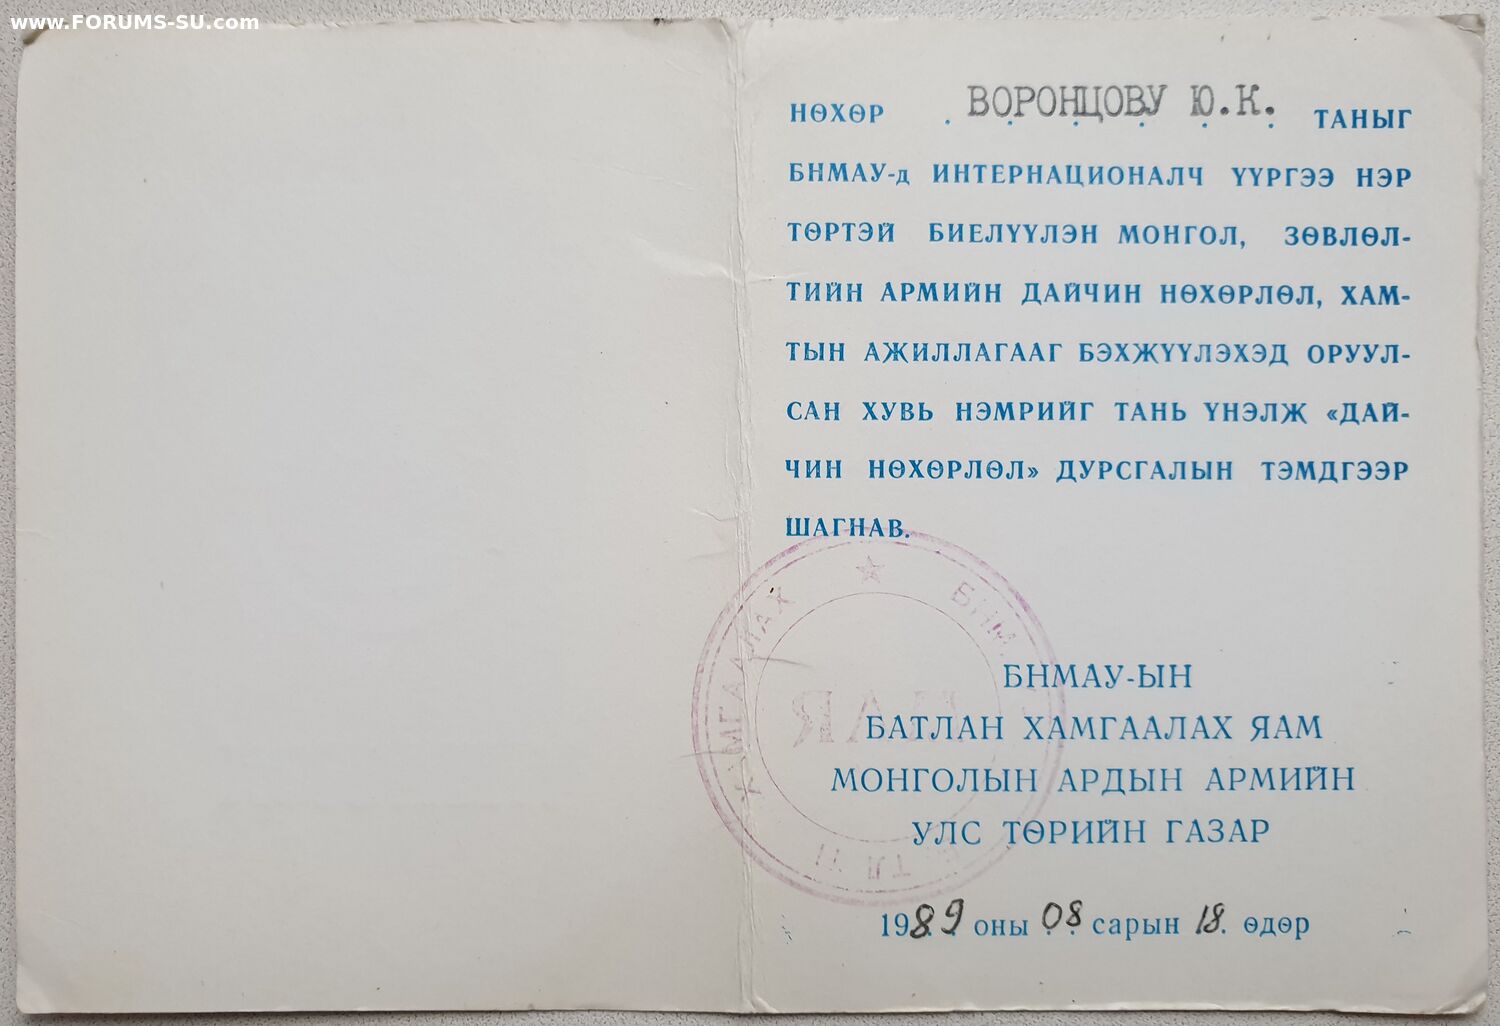 www.FORUMS-SU.com
НӨХӨР ВОРОНЦОВУ Ю.К. ТАНЫГ
БНМАУ-д ИНТЕРНАЦИОНАЛЧ ҮҮРГЭЭ НЭР
ТӨРТЭЙ БИЕЛҮҮЛЭН МОНГОЛ, ЗӨВЛӨЛ-
ТИЙН АРМИЙН ДАЙЧИН НӨХӨРЛӨЛ, ХАМ-
ТЫН АЖИЛЛАГААГ БЭХЖҮҮЛЭХЭД ОРУУЛ-
САН ХУВЬ НЭМРИЙГ ТАНЬ ҮНЭЛЖ «ДАЙ-
ЧИН НӨХӨРЛӨЛ» ДУРСГАЛЫН ТЭМДГЭЭР
ШАГНАВ.
ХАМГААЛАХ
БНМАУ-ЫН
БАТЛАН ХАМГААЛАХ ЯАМ
МОНГОЛЫН АРДЫН АРМИЙН
УЛС ТӨРИЙН ГАЗАР
1989 оны 08 сарын 18. өдөр